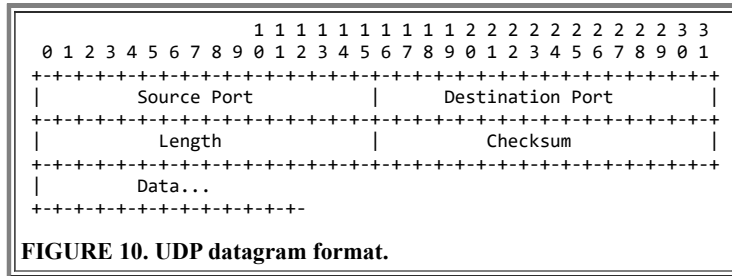 1 1 1 1 1 1 1 1 1 1 2 2 2 2 2 2 2 2 2 2 3 3
  0 1 2 3 4 5 6 7 8 9 0 1 2 3 4 5 6 7 8 9 0 1 2 3 4 5 6 7 8 9 0 1
 +-+-+-+-+-+-+-+-+-+-+-+-+-+-+-+-+-+-+-+-+-+-+-+-+-+-+-+-+-+-+-+-+
 |         Source Port           |      Destination Port         |
 +-+-+-+-+-+-+-+-+-+-+-+-+-+-+-+-+-+-+-+-+-+-+-+-+-+-+-+-+-+-+-+-+
 |           Length              |          Checksum             |
 +-+-+-+-+-+-+-+-+-+-+-+-+-+-+-+-+-+-+-+-+-+-+-+-+-+-+-+-+-+-+-+-+
 |         Data...
 +-+-+-+-+-+-+-+-+-+-+-+-+-
FIGURE 10. UDP datagram format.